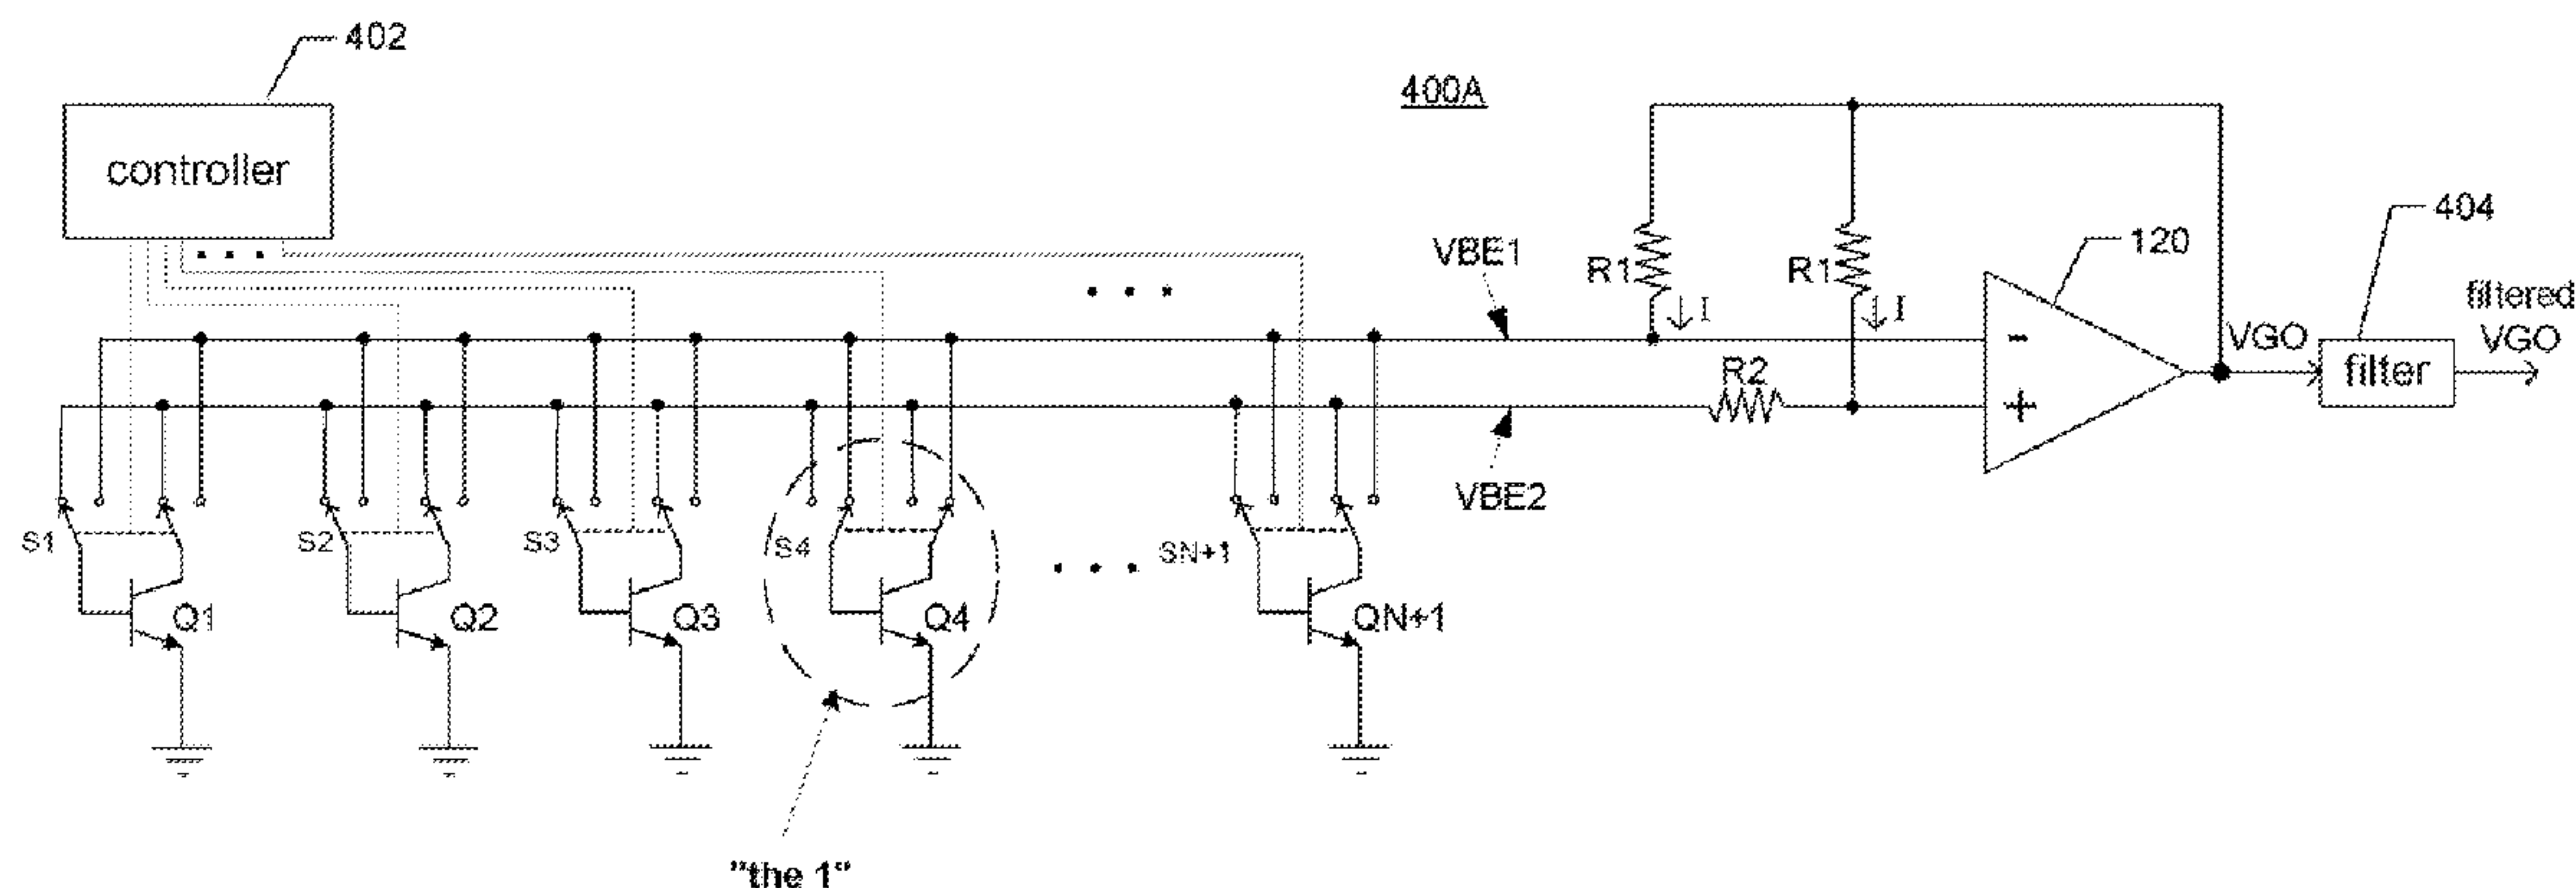 402
400A
controller
404
120
VBE1
R1
R1
I
I
filtered
VGO
VGO
filter
-
+
R2
VBE2
S1
S2
S3
S4
SN+1
Q1
Q2
Q3
Q4
QN+1
"the 1"